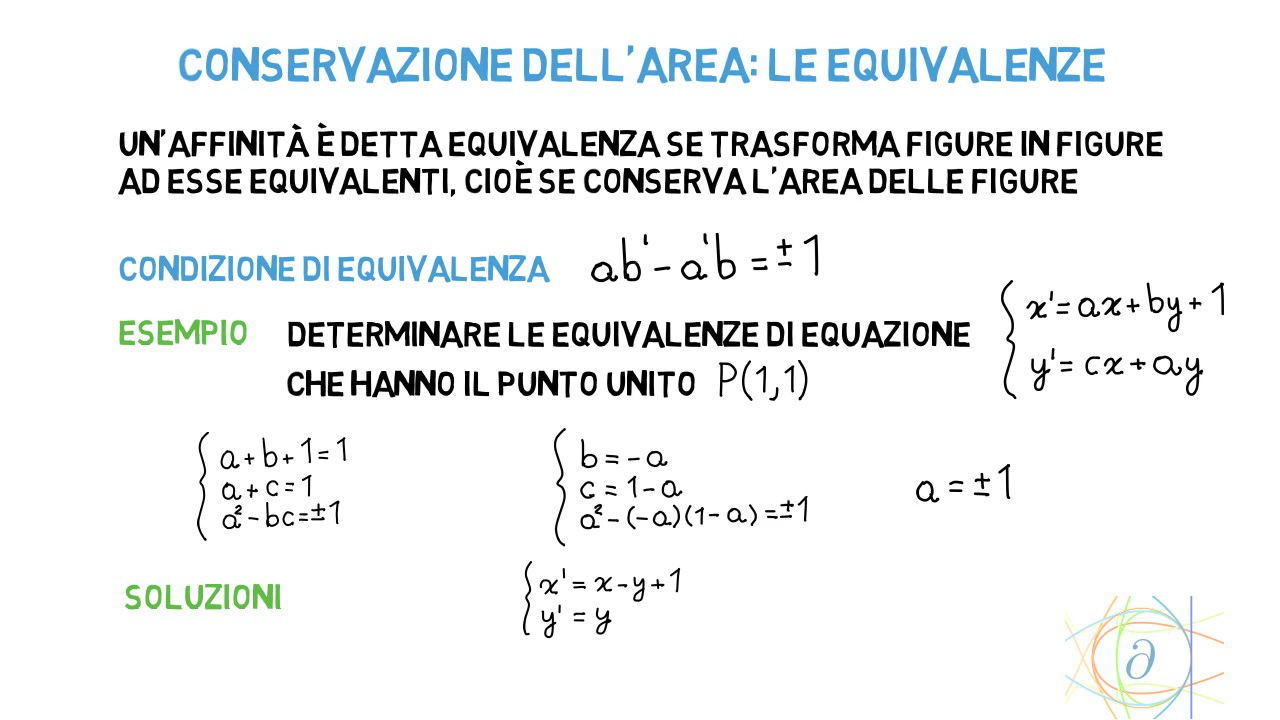 CONSERVAZIONE DELL'AREA: LE EQUIVALENZE
UN'AFFINITÀ È DETTA EQUIVALENZA SE TRASFORMA FIGURE IN FIGURE
AD ESSE EQUIVALENTI, CIOÈ SE CONSERVA L'AREA DELLE FIGURE
CONDIZIONE DI EQUIVALENZA ab' - a'b = ±1
ESEMPIO DETERMINARE LE EQUIVALENZE DI EQUAZIONE
x' = ax + by + 1
y' = cx + ay
CHE HANNO IL PUNTO UNITO P(1,1)
a + b + 1 = 1
a + c = 1
a² - bc = ±1
b = -a
c = 1 - a
a² - (-a)(1 - a) = ±1
a = ±1
SOLUZIONI
x' = x - y + 1
y' = y
∂